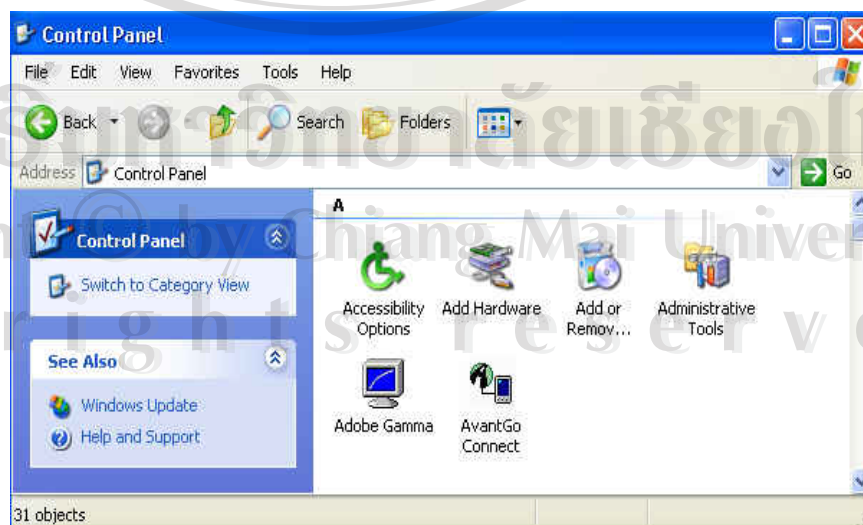 Control Panel
File Edit View Favorites Tools Help
Back Search Folders
Address Control Panel Go
Control Panel
Switch to Category View
See Also
Windows Update
Help and Support
A
Accessibility Options
Add Hardware
Add or Remov...
Administrative Tools
Adobe Gamma
AvantGo Connect
31 objects
© by Chiang Mai Univer
rights reserv